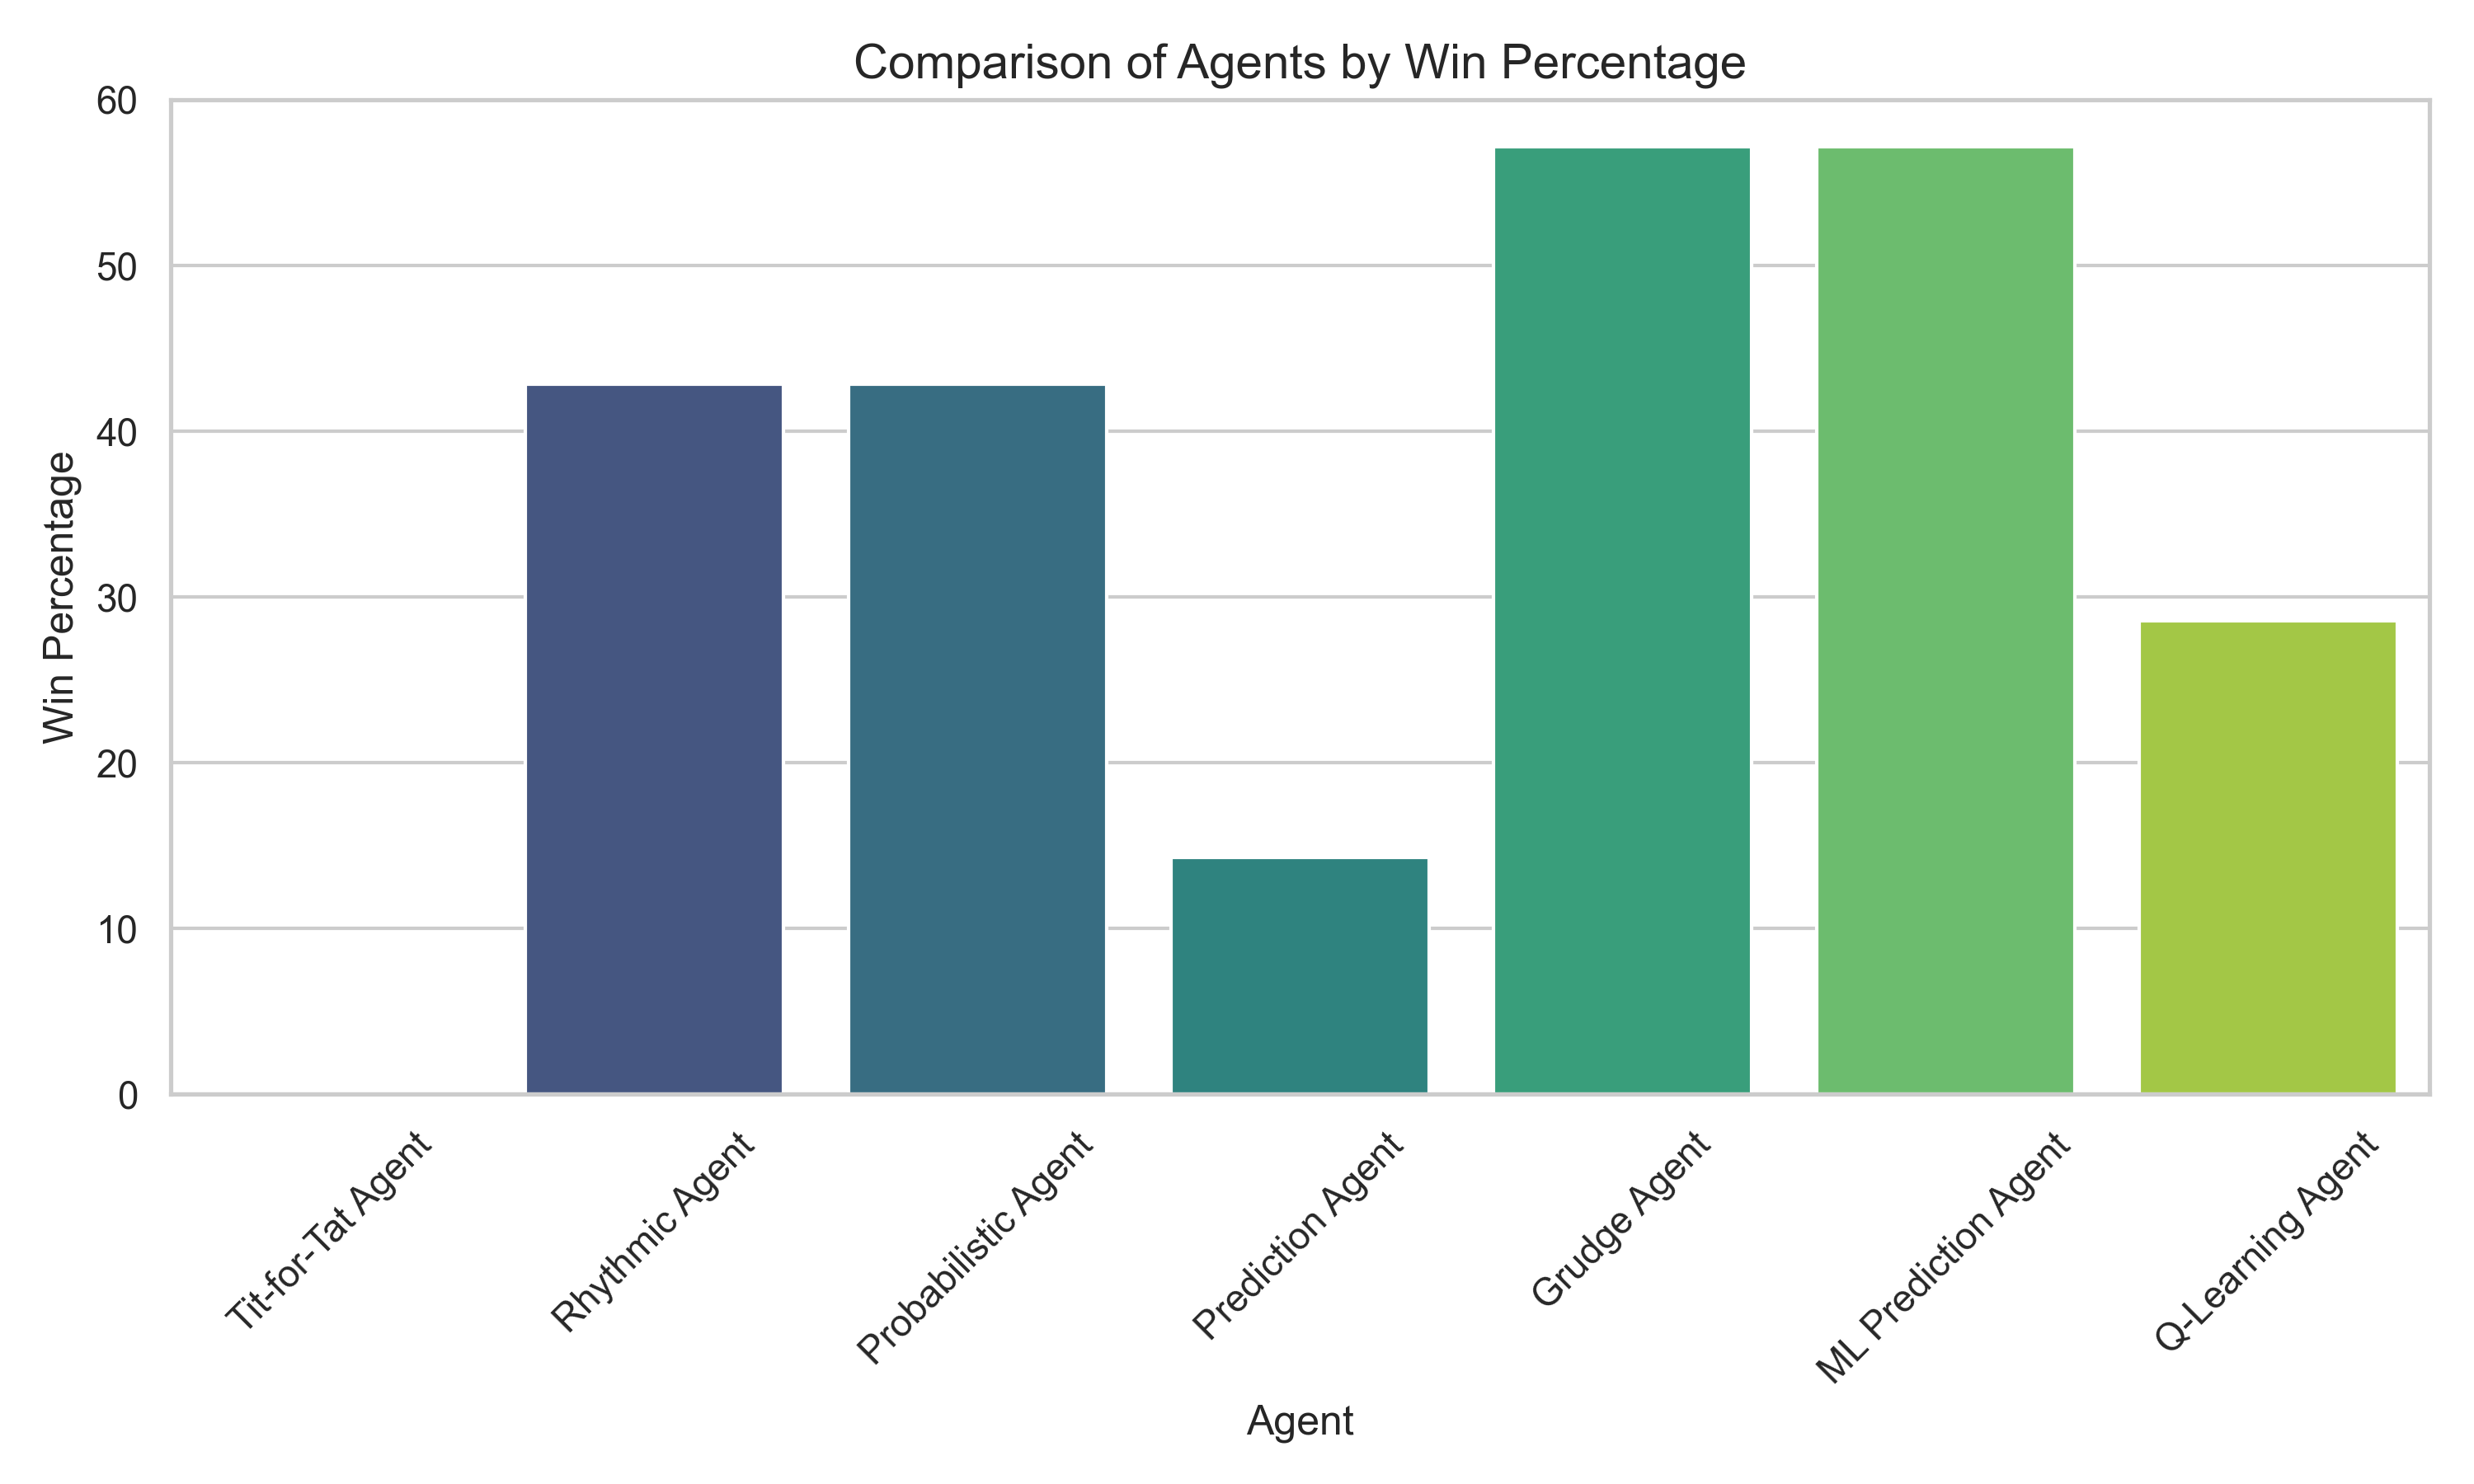 Comparison of Agents by Win Percentage
60
50
40
30
20
10
0
Win Percentage
Tit-for-Tat Agent
Rhythmic Agent
Probabilistic Agent
Prediction Agent
Grudge Agent
ML Prediction Agent
Q-Learning Agent
Agent